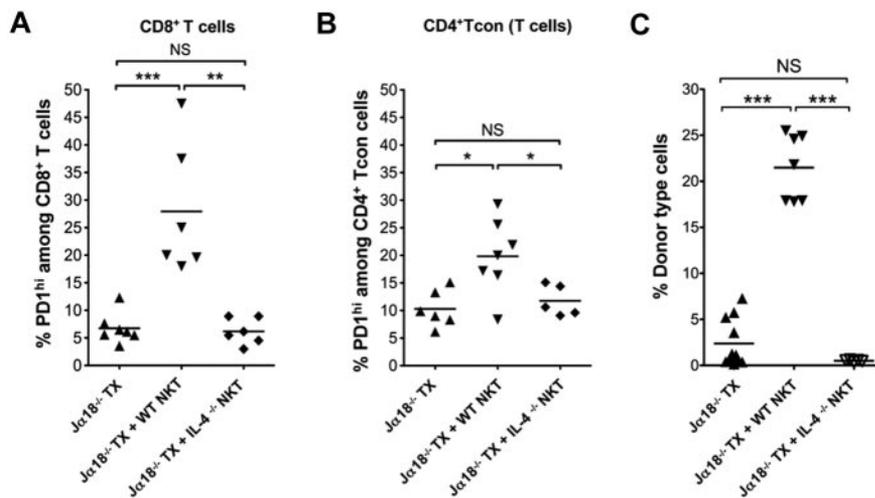 A
CD8⁺ T cells
NS
***
**
% PD1ʰⁱ among CD8⁺ T cells
50
45
40
35
30
25
20
15
10
5
0
Jα18⁻/⁻ TX
Jα18⁻/⁻ TX + WT NKT
Jα18⁻/⁻ TX + IL-4⁻/⁻ NKT
B
CD4⁺Tcon (T cells)
NS
*
*
% PD1ʰⁱ among CD4⁺ Tcon cells
50
45
40
35
30
25
20
15
10
5
0
Jα18⁻/⁻ TX
Jα18⁻/⁻ TX + WT NKT
Jα18⁻/⁻ TX + IL-4⁻/⁻ NKT
C
NS
***
***
% Donor type cells
30
25
20
15
10
5
0
Jα18⁻/⁻ TX
Jα18⁻/⁻ TX + WT NKT
Jα18⁻/⁻ TX + IL-4⁻/⁻ NKT